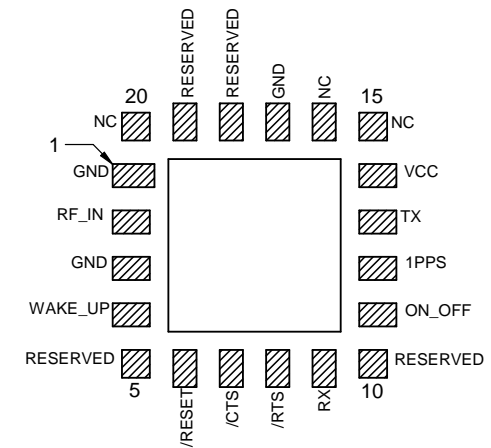 RESERVED
RESERVED
GND
NC
20
15
NC
NC
1
GND
VCC
RF_IN
TX
GND
1PPS
WAKE_UP
ON_OFF
RESERVED
RESERVED
5
10
/RESET
/CTS
/RTS
RX